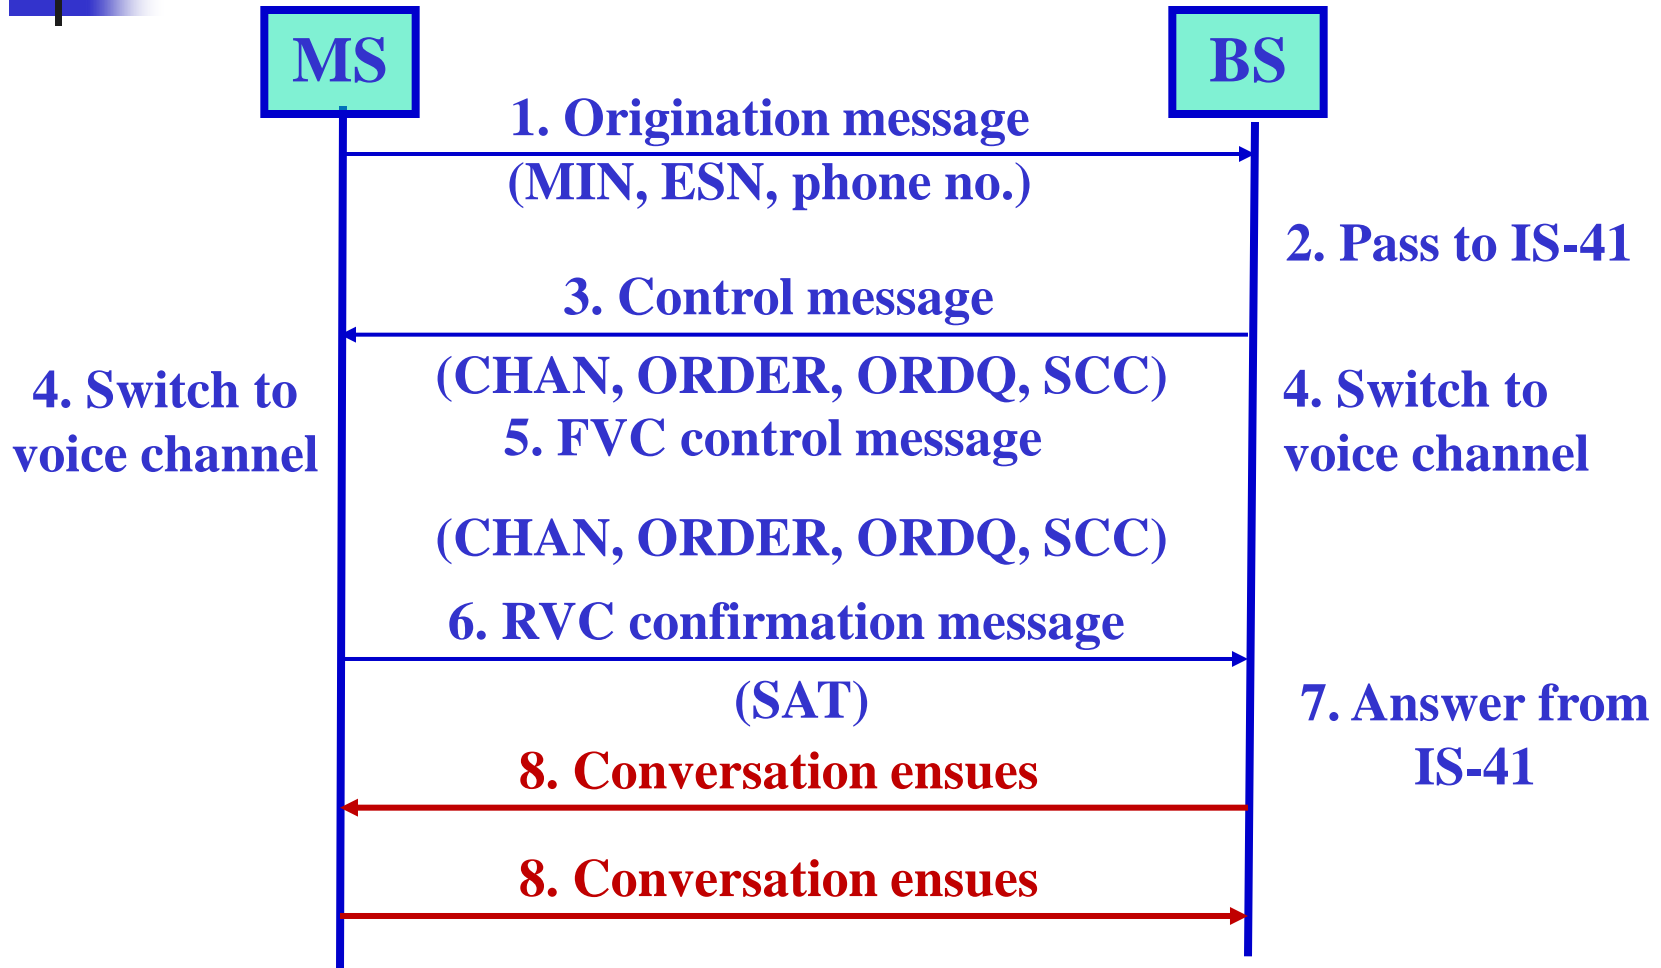 MS
BS
1. Origination message
(MIN, ESN, phone no.)
2. Pass to IS-41
3. Control message
(CHAN, ORDER, ORDQ, SCC)
4. Switch to
voice channel
4. Switch to
voice channel
5. FVC control message
(CHAN, ORDER, ORDQ, SCC)
6. RVC confirmation message
(SAT)
7. Answer from
IS-41
8. Conversation ensues
8. Conversation ensues